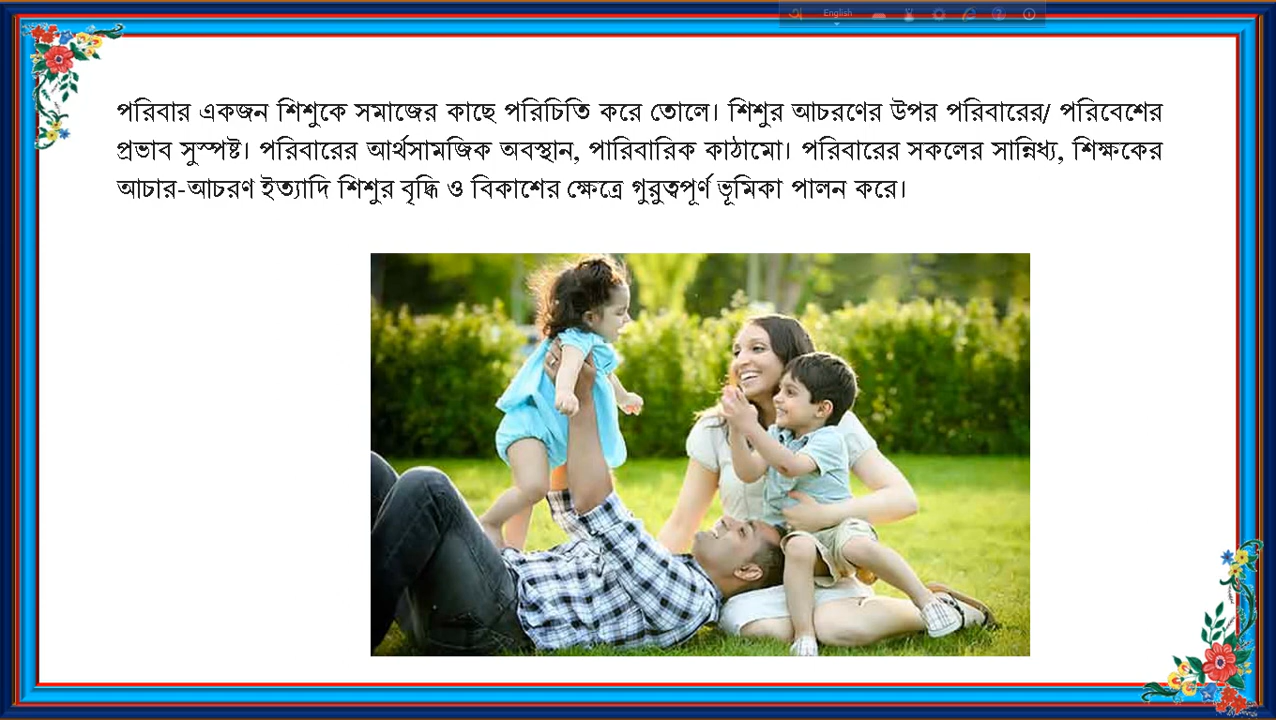 English
পরিবার একজন শিশুকে সমাজের কাছে পরিচিতি করে তোলে। শিশুর আচরণের উপর পরিবারের/ পরিবেশের
প্রভাব সুস্পষ্ট। পরিবারের আর্থসামজিক অবস্থান, পারিবারিক কাঠামো। পরিবারের সকলের সান্নিধ্য, শিক্ষকের
আচার-আচরণ ইত্যাদি শিশুর বৃদ্ধি ও বিকাশের ক্ষেত্রে গুরুত্বপূর্ণ ভূমিকা পালন করে।